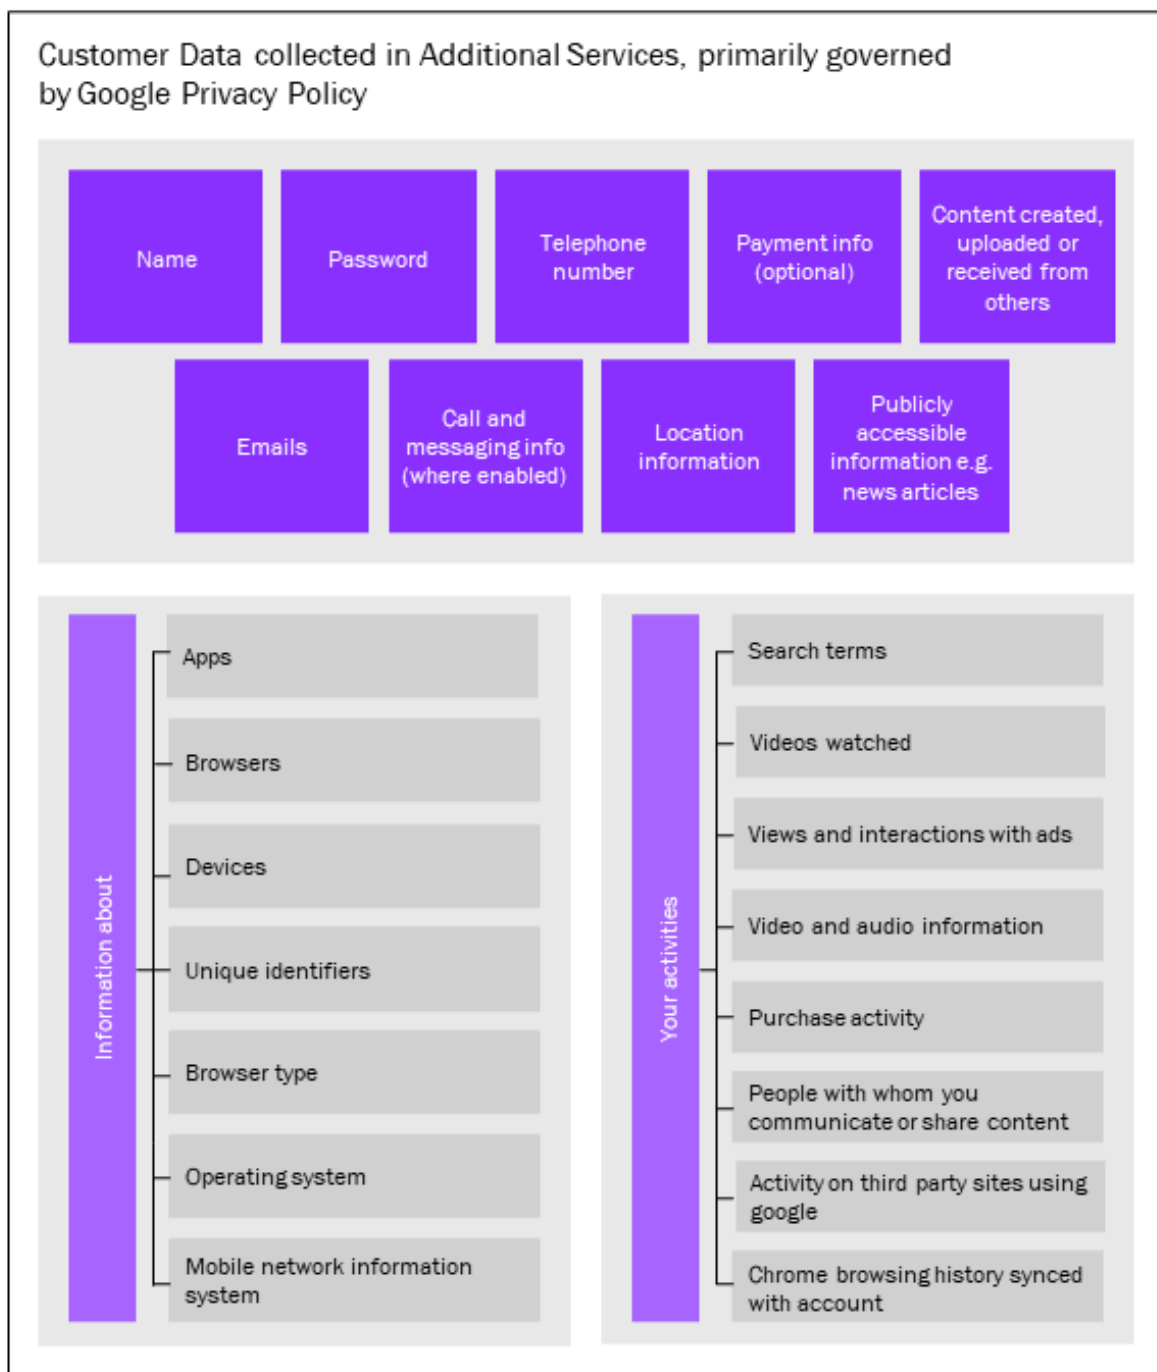 Customer Data collected in Additional Services, primarily governed
by Google Privacy Policy
Name
Password
Telephone
number
Payment info
(optional)
Content created,
uploaded or
received from
others
Emails
Call and
messaging info
(where enabled)
Location
information
Publicly
accessible
information e.g.
news articles
Information about
Apps
Browsers
Devices
Unique identifiers
Browser type
Operating system
Mobile network information
system
Your activities
Search terms
Videos watched
Views and interactions with ads
Video and audio information
Purchase activity
People with whom you
communicate or share content
Activity on third party sites using
google
Chrome browsing history synced
with account